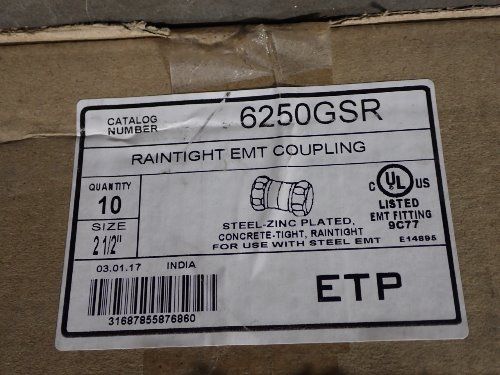 CATALOG
NUMBER
6250GSR
RAINTIGHT EMT COUPLING
QUANTITY
10
SIZE
2 1/2"
STEEL-ZINC PLATED,
CONCRETE-TIGHT, RAINTIGHT
FOR USE WITH STEEL EMT
C UL US
LISTED
EMT FITTING
9C77
E14895
03.01.17 INDIA
31687855876860
ETP